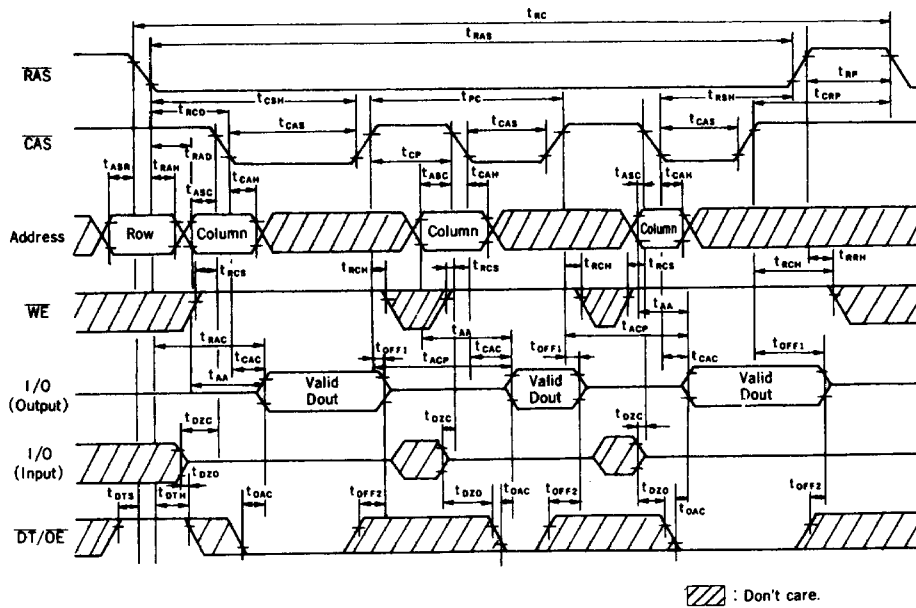 tRC
tRAS
RAS
tRP
tCSH
tPC
tRSH
tCRP
tRCD
tCAS
tCAS
tCAS
CAS
tRAD
tCP
tASR
tRAH
tASC
tCAH
tASC
tCAH
tASC
tCAH
Address
Row
Column
Column
Column
tRCS
tRCH
tRCS
tRCH
tRCS
tRCH
tRRH
WE
tAA
tRAC
tAA
tACP
tCAC
tOFF1
tACP
tCAC
tOFF1
tCAC
tOFF1
tAA
I/O
(Output)
Valid
Dout
Valid
Dout
Valid
Dout
tDZC
tDZC
tDZC
I/O
(Input)
tDZO
tDTS
tDTH
tOAC
tOFF2
tDZO
tOAC
tOFF2
tDZO
tOAC
tOFF2
DT/OE
: Don't care.